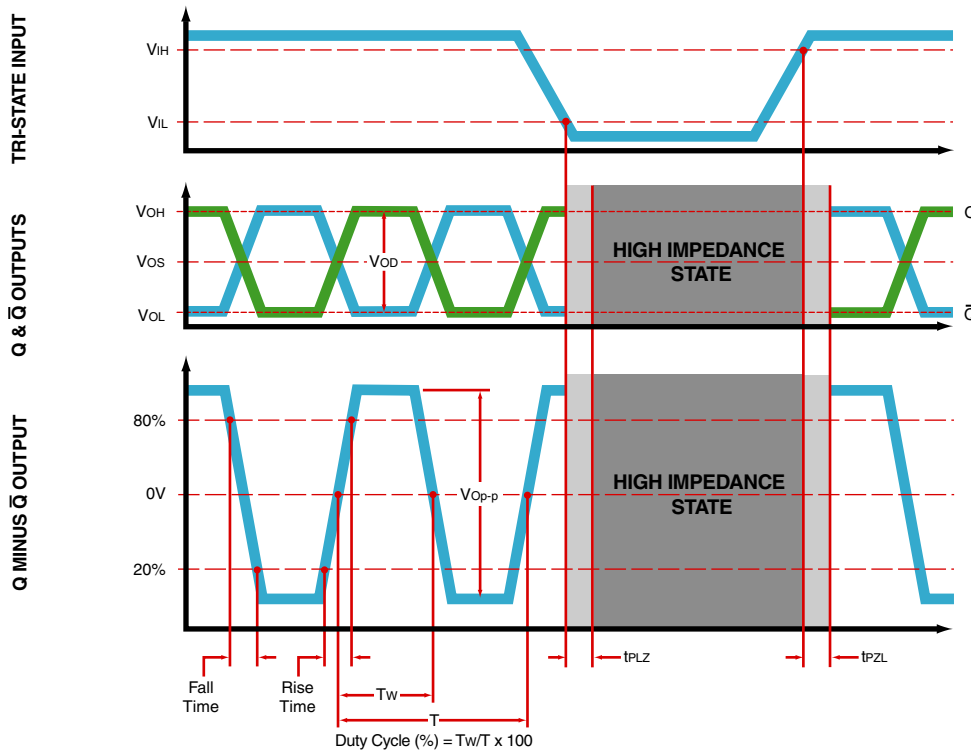 TRI-STATE INPUT
VIH
VIL
Q & Q̅ OUTPUTS
VOH
VOS
VOL
VOD
HIGH IMPEDANCE
STATE
Q MINUS Q̅ OUTPUT
80%
0V
20%
VOp-p
HIGH IMPEDANCE
STATE
Fall
Time
Rise
Time
TW
T
tPLZ
tPZL
Duty Cycle (%) = TW/T x 100